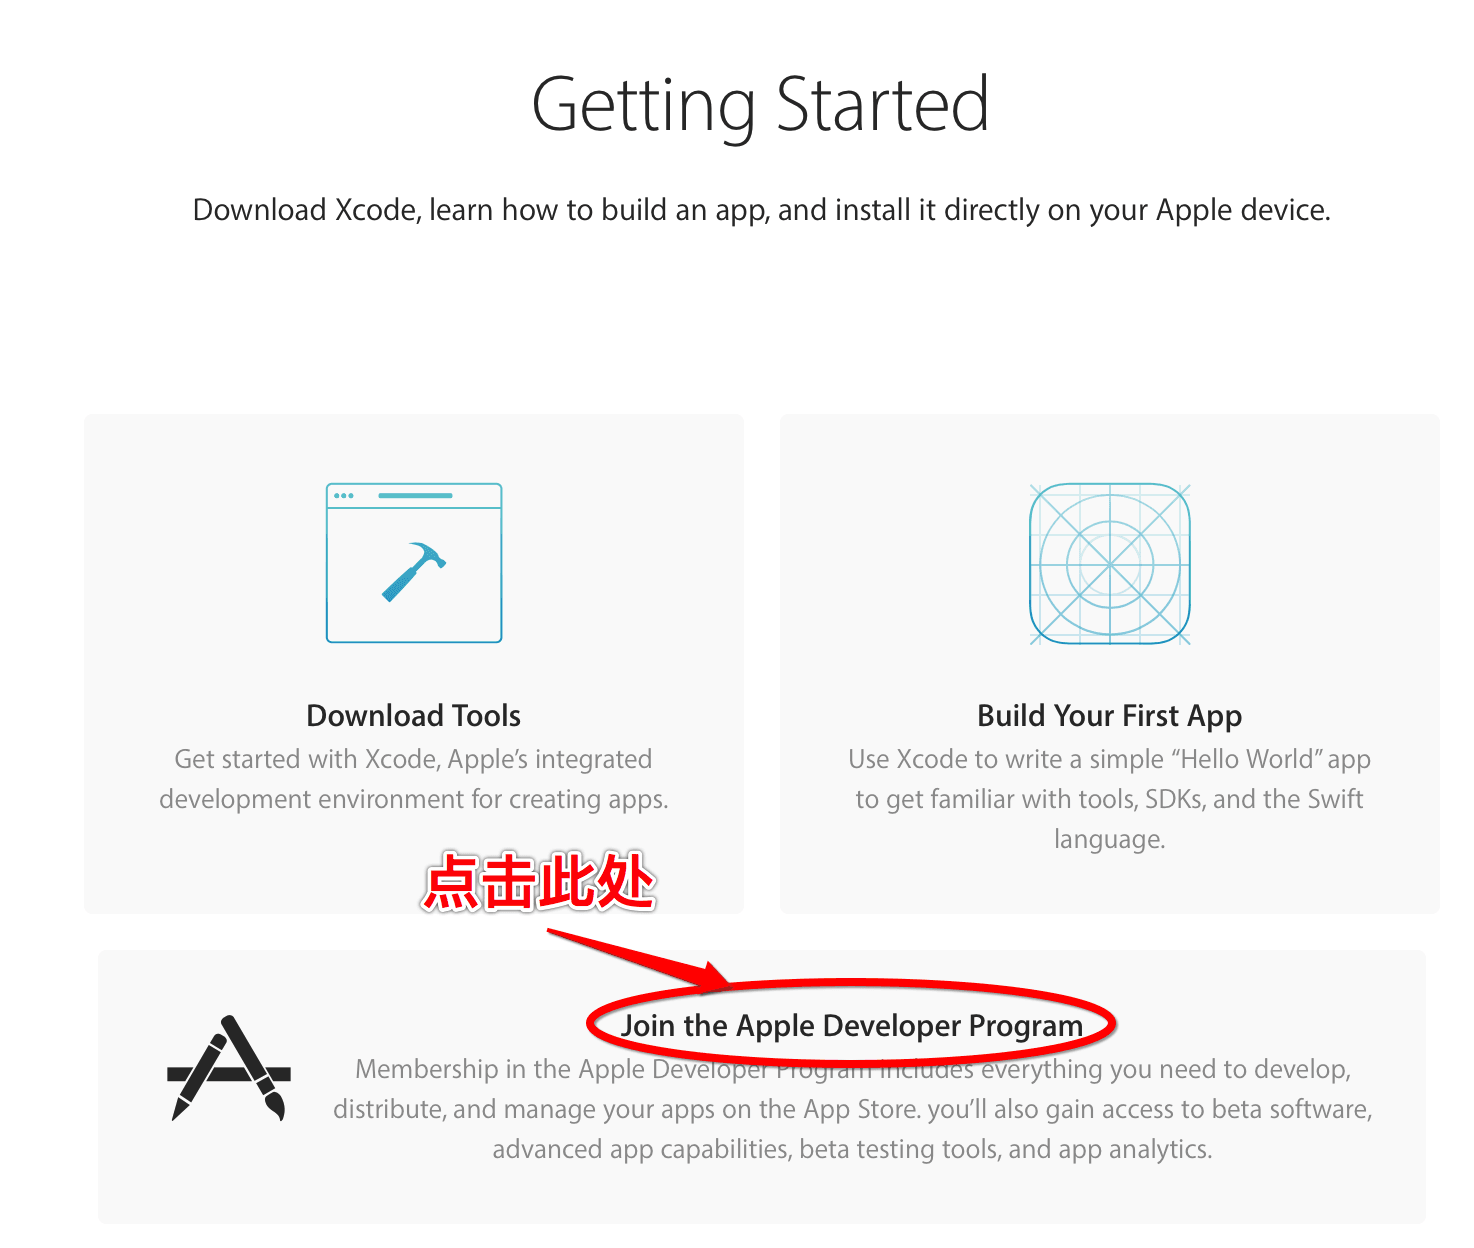 Getting Started
Download Xcode, learn how to build an app, and install it directly on your Apple device.
Download Tools
Get started with Xcode, Apple’s integrated
development environment for creating apps.
Build Your First App
Use Xcode to write a simple “Hello World” app
to get familiar with tools, SDKs, and the Swift
language.
点击此处
Join the Apple Developer Program
Membership in the Apple Developer Program includes everything you need to develop,
distribute, and manage your apps on the App Store. you’ll also gain access to beta software,
advanced app capabilities, beta testing tools, and app analytics.